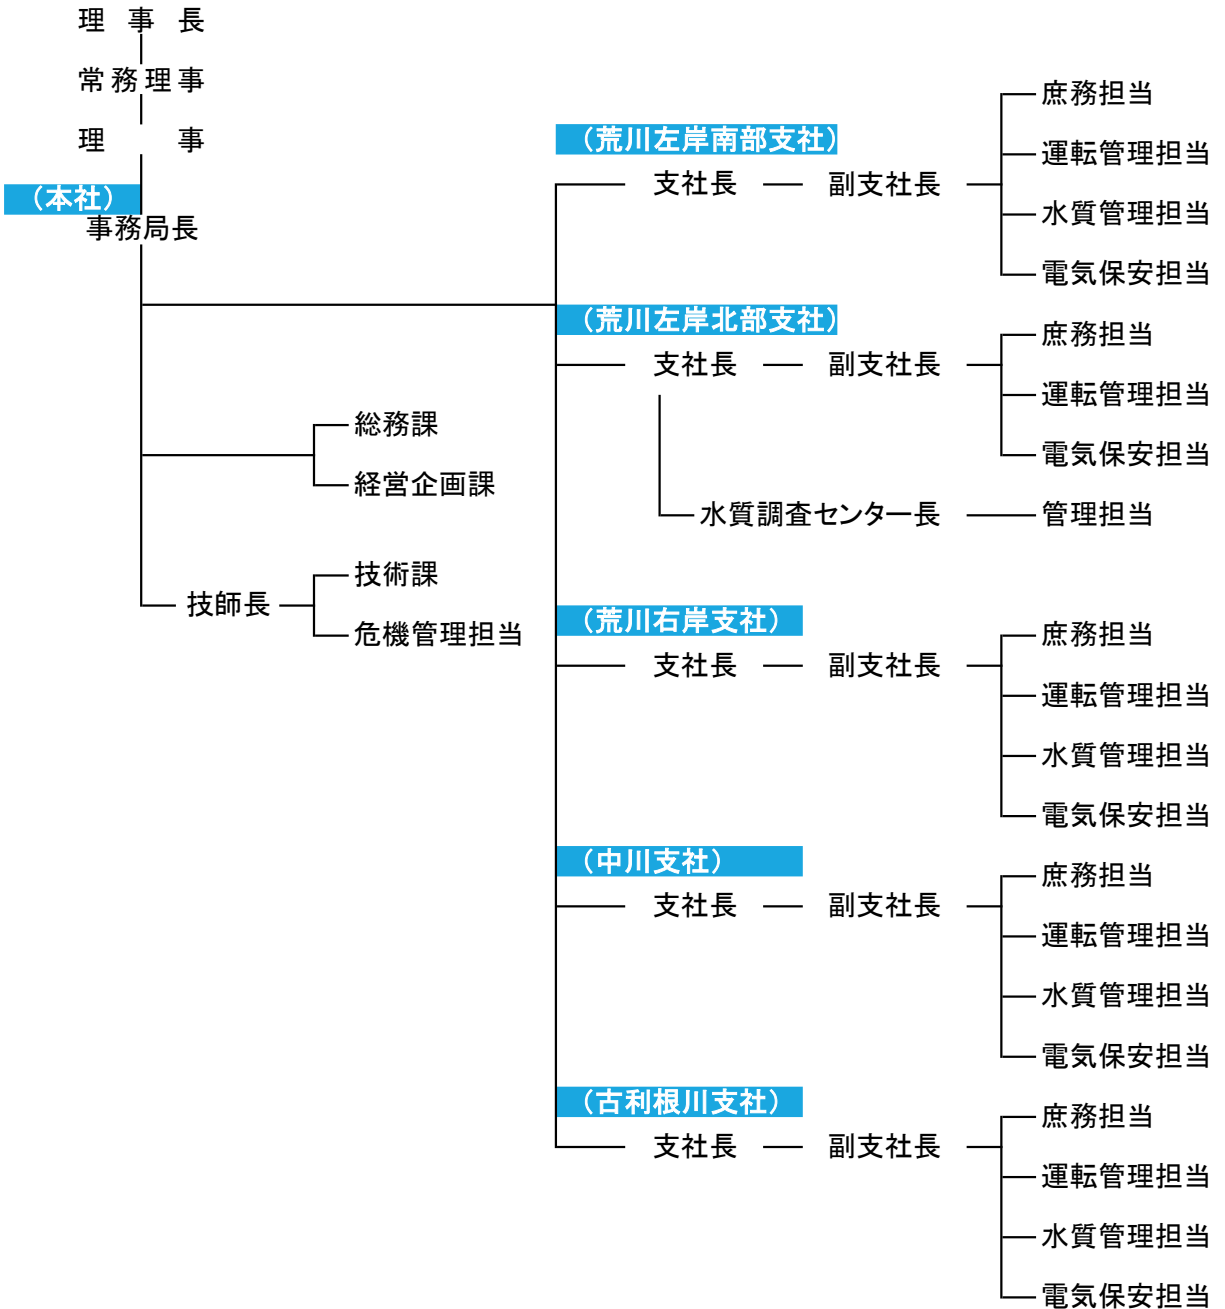 理事長
常務理事
理事
（本社）
事務局長
総務課
経営企画課
技師長
技術課
危機管理担当
（荒川左岸南部支社）
支社長
副支社長
庶務担当
運転管理担当
水質管理担当
電気保安担当
（荒川左岸北部支社）
支社長
副支社長
庶務担当
運転管理担当
電気保安担当
水質調査センター長
管理担当
（荒川右岸支社）
支社長
副支社長
庶務担当
運転管理担当
水質管理担当
電気保安担当
（中川支社）
支社長
副支社長
庶務担当
運転管理担当
水質管理担当
電気保安担当
（古利根川支社）
支社長
副支社長
庶務担当
運転管理担当
水質管理担当
電気保安担当